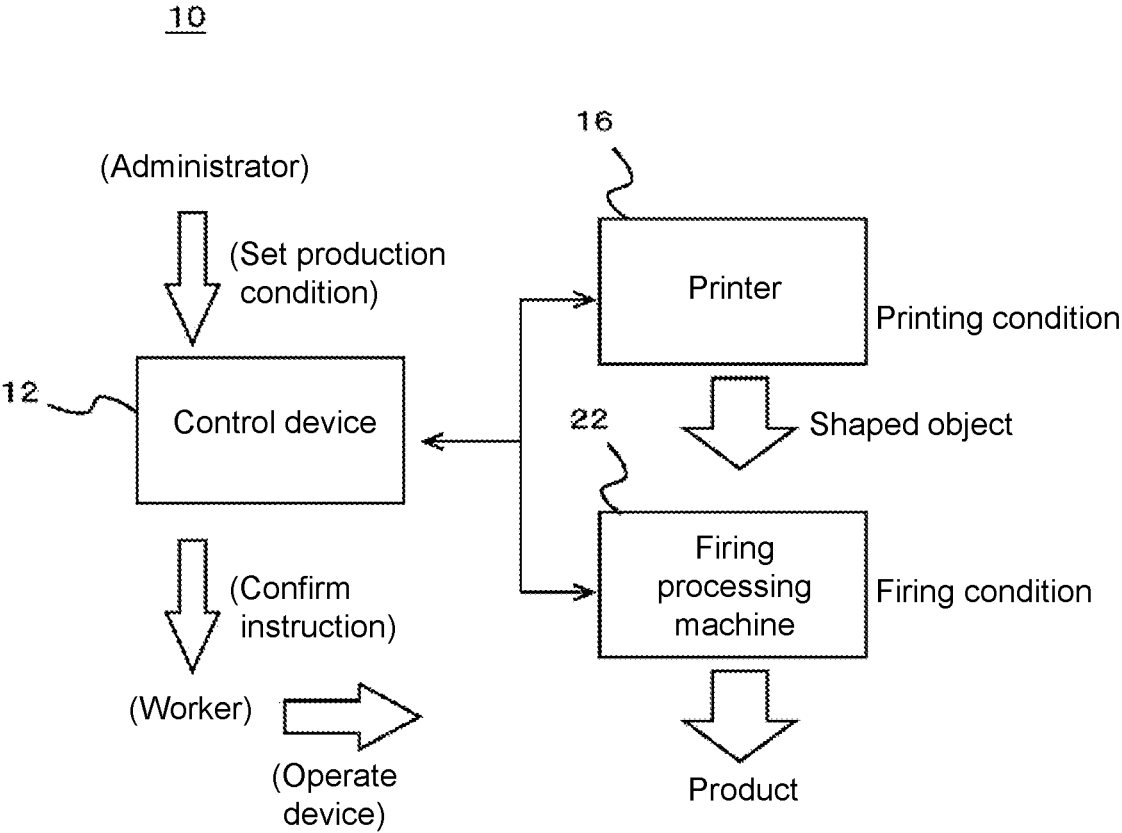 10
(Administrator)
(Set production
condition)
12
Control device
(Confirm
instruction)
(Worker)
(Operate
device)
16
Printer
Printing condition
Shaped object
22
Firing
processing
machine
Firing condition
Product